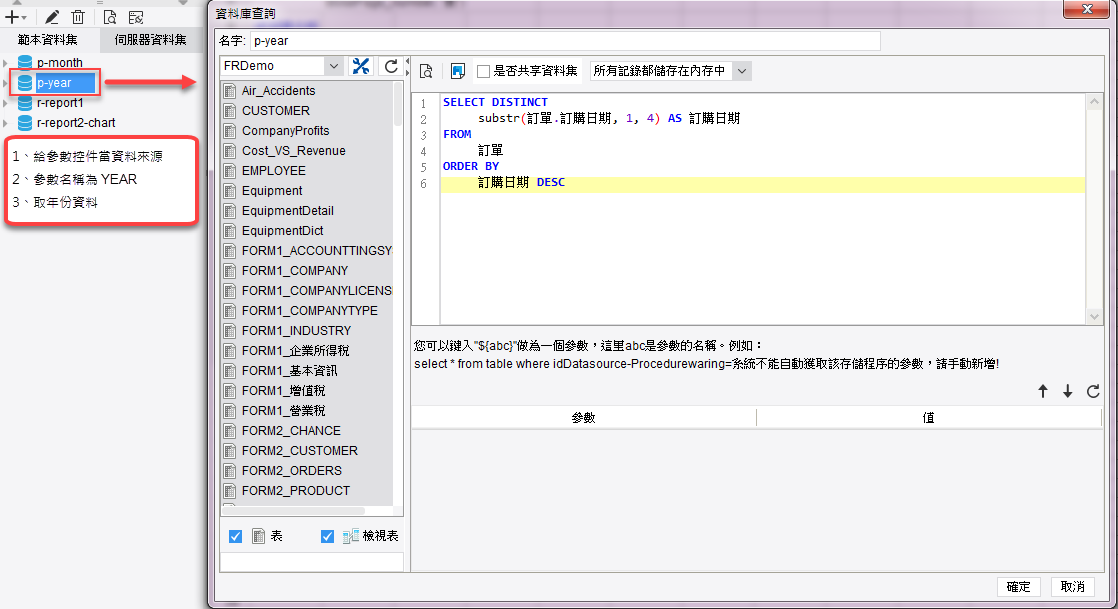 資料庫查詢
範本資料集
伺服器資料集
p-month
p-year
r-report1
r-report2-chart
1、給參數控件當資料來源
2、參數名稱為 YEAR
3、取年份資料
名字: p-year
FRDemo
Air_Accidents
CUSTOMER
CompanyProfits
Cost_VS_Revenue
EMPLOYEE
Equipment
EquipmentDetail
EquipmentDict
FORM1_ACCOUNTTINGSY
FORM1_COMPANY
FORM1_COMPANYLICENS
FORM1_COMPANYTYPE
FORM1_INDUSTRY
FORM1_企業所得稅
FORM1_基本資訊
FORM1_增值稅
FORM1_營業稅
FORM2_CHANCE
FORM2_CUSTOMER
FORM2_ORDERS
FORM2_PRODUCT
表
檢視表
是否共享資料集
所有記錄都儲存在內存中
1 SELECT DISTINCT
2 substr(訂單.訂購日期, 1, 4) AS 訂購日期
3 FROM
4 訂單
5 ORDER BY
6 訂購日期 DESC
您可以鍵入"${abc}"做為一個參數，這里abc是參數的名稱。例如：
select * from table where idDatasource-Procedurewaring=系統不能自動獲取該存儲程序的參數，請手動新增!
參數 值
確定 取消